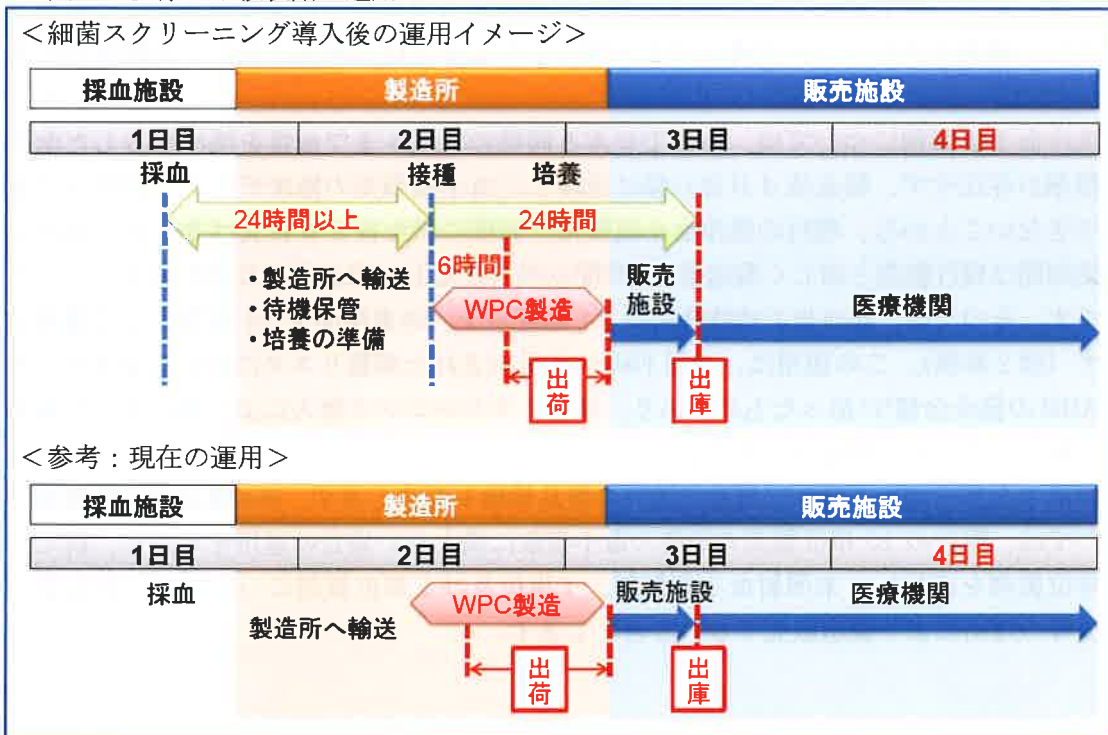 <細菌スクリーニング導入後の運用イメージ>
採血施設 製造所 販売施設
1日目 2日目 3日目 4日目
採血 接種 培養
24時間以上 24時間
6時間
・製造所へ輸送
・待機保管
・培養の準備
WPC製造
販売
施設
医療機関
出荷
出庫
<参考:現在の運用>
採血施設 製造所 販売施設
1日目 2日目 3日目 4日目
採血 WPC製造 販売施設 医療機関
製造所へ輸送
出荷
出庫